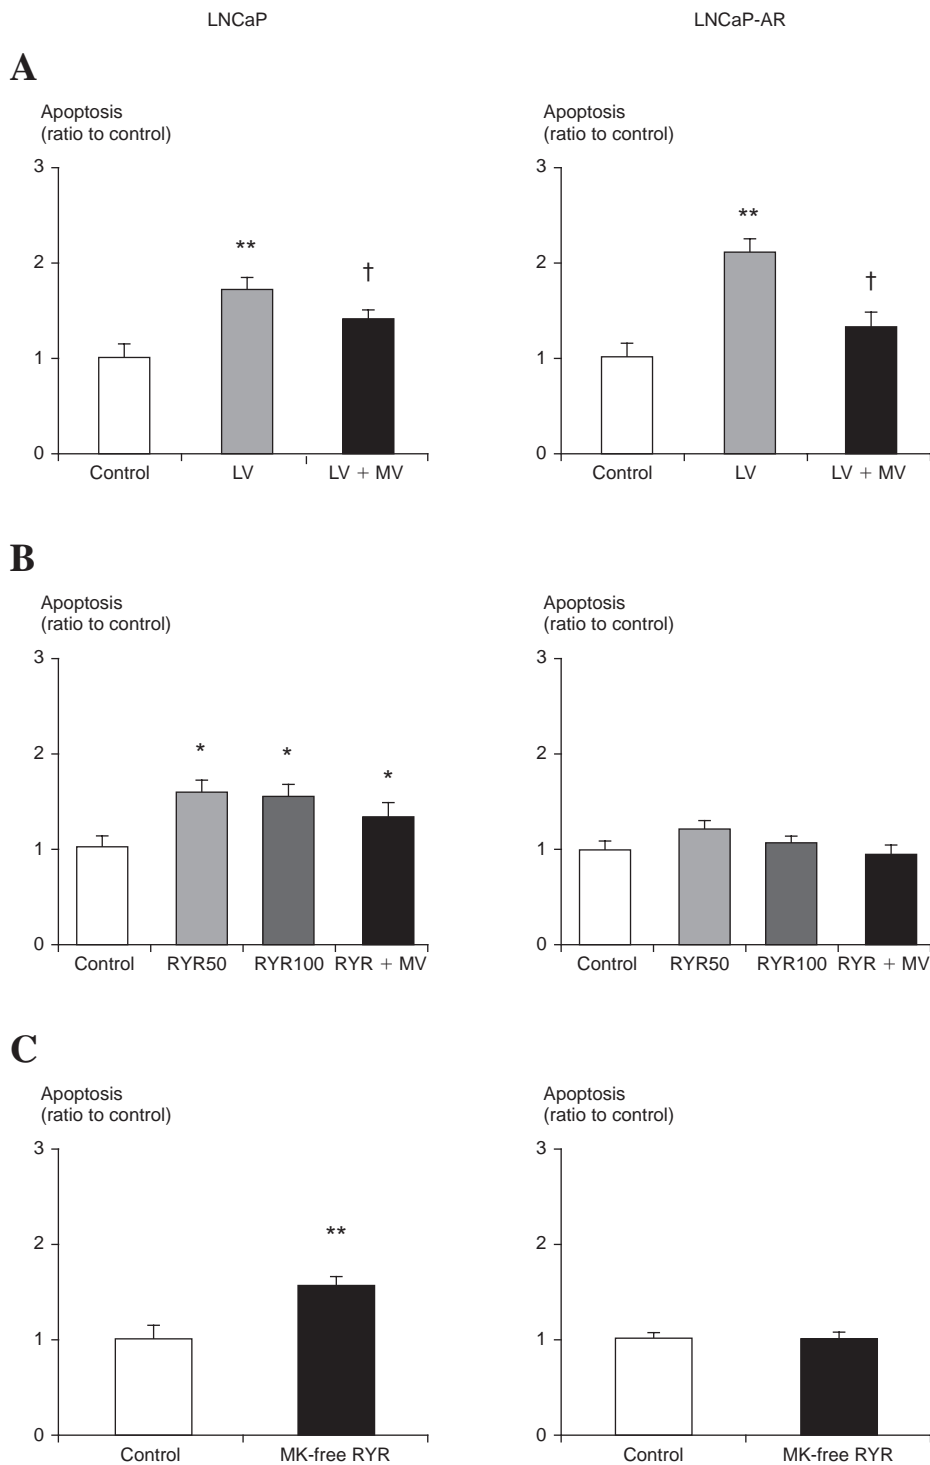 LNCaP
LNCaP-AR
A
Apoptosis
(ratio to control)
3
2
1
0
**
†
Control
LV
LV + MV
Apoptosis
(ratio to control)
3
2
1
0
**
†
Control
LV
LV + MV
B
Apoptosis
(ratio to control)
3
2
1
0
*
*
*
Control
RYR50
RYR100
RYR + MV
Apoptosis
(ratio to control)
3
2
1
0
Control
RYR50
RYR100
RYR + MV
C
Apoptosis
(ratio to control)
3
2
1
0
**
Control
MK-free RYR
Apoptosis
(ratio to control)
3
2
1
0
Control
MK-free RYR